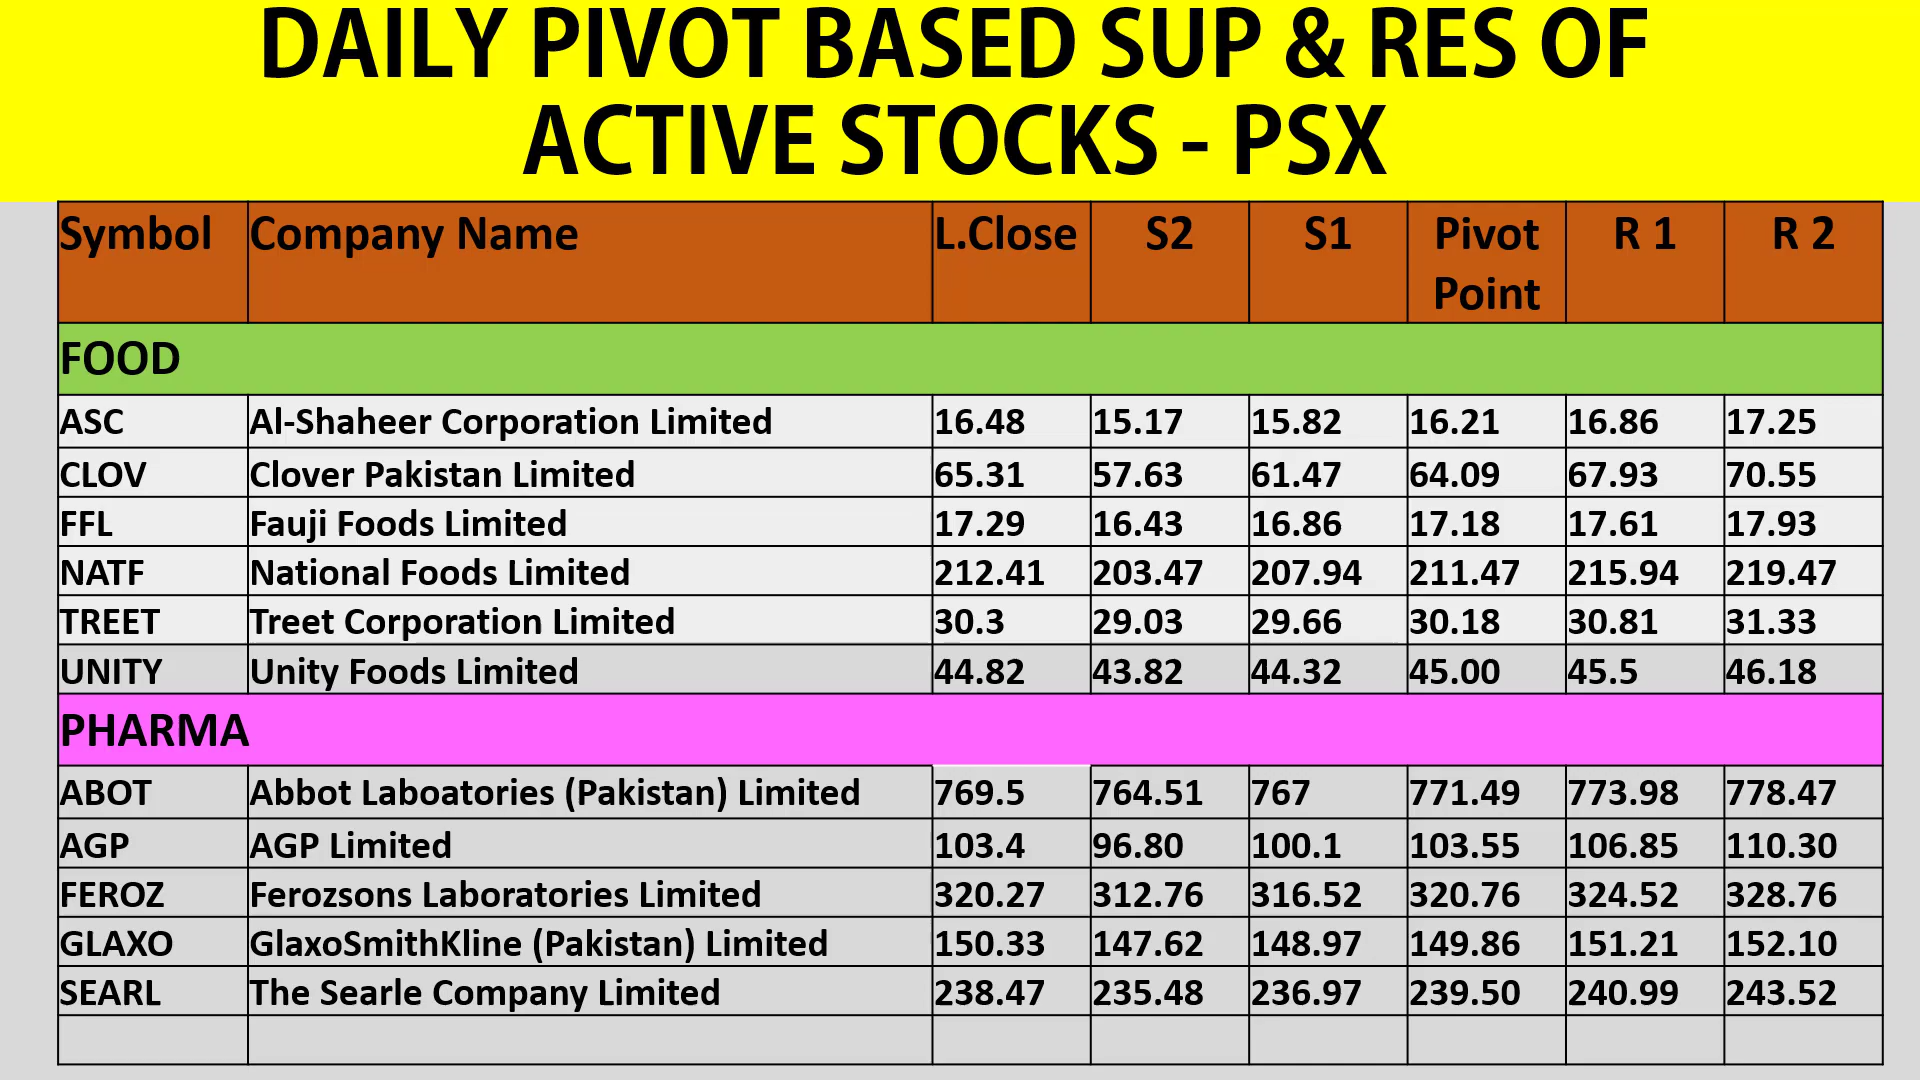 DAILY PIVOT BASED SUP & RES OF
ACTIVE STOCKS - PSX
Symbol Company Name L.Close S2 S1 Pivot Point R 1 R 2
FOOD
ASC Al-Shaheer Corporation Limited 16.48 15.17 15.82 16.21 16.86 17.25
CLOV Clover Pakistan Limited 65.31 57.63 61.47 64.09 67.93 70.55
FFL Fauji Foods Limited 17.29 16.43 16.86 17.18 17.61 17.93
NATF National Foods Limited 212.41 203.47 207.94 211.47 215.94 219.47
TREET Treet Corporation Limited 30.3 29.03 29.66 30.18 30.81 31.33
UNITY Unity Foods Limited 44.82 43.82 44.32 45.00 45.5 46.18
PHARMA
ABOT Abbot Laboatories (Pakistan) Limited 769.5 764.51 767 771.49 773.98 778.47
AGP AGP Limited 103.4 96.80 100.1 103.55 106.85 110.30
FEROZ Ferozsons Laboratories Limited 320.27 312.76 316.52 320.76 324.52 328.76
GLAXO GlaxoSmithKline (Pakistan) Limited 150.33 147.62 148.97 149.86 151.21 152.10
SEARL The Searle Company Limited 238.47 235.48 236.97 239.50 240.99 243.52